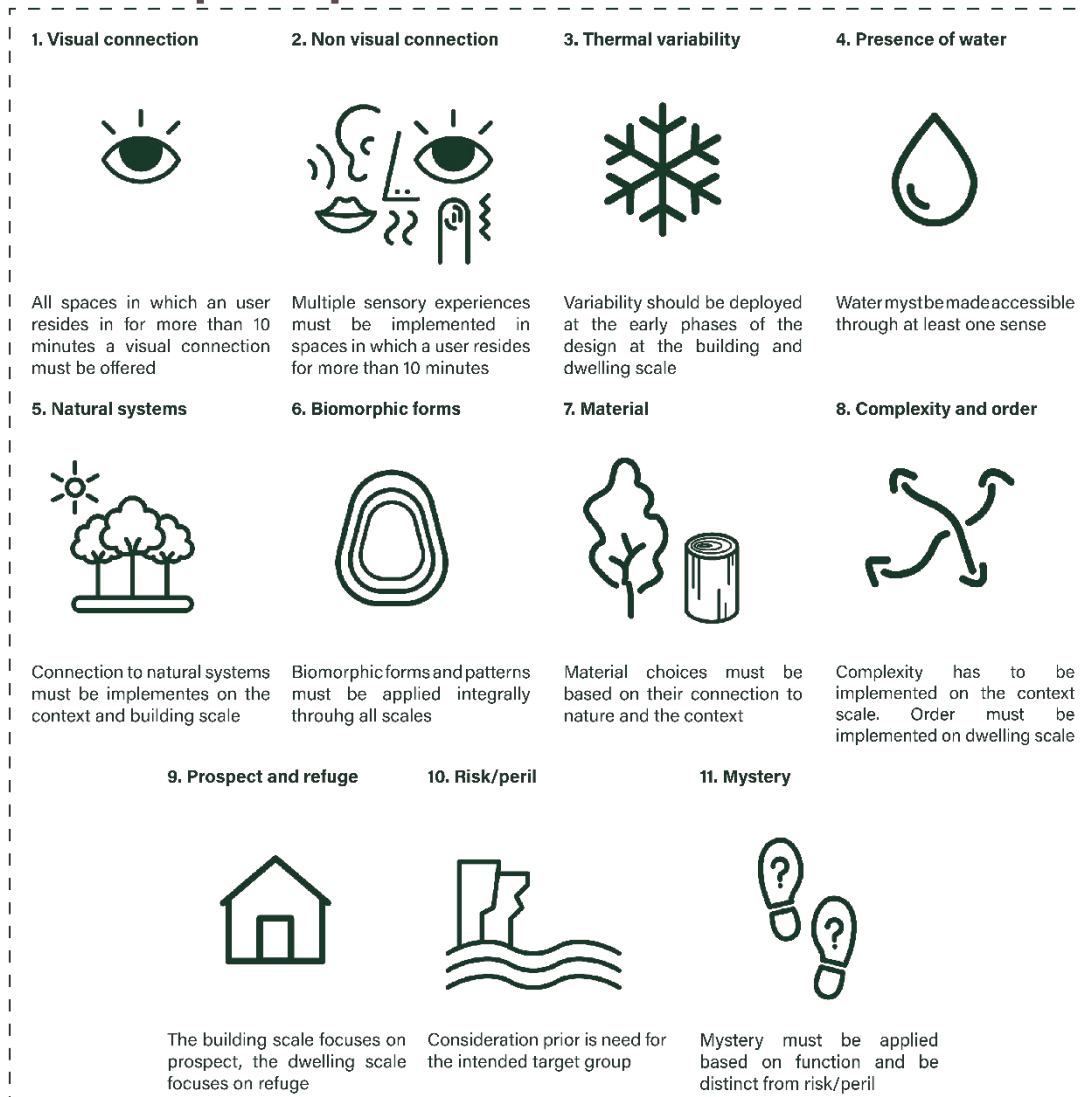 1. Visual connection
2. Non visual connection
3. Thermal variability
4. Presence of water
All spaces in which an user
resides in for more than 10
minutes a visual connection
must be offered
Multiple sensory experiences
must be implemented in
spaces in which a user resides
for more than 10 minutes
Variability should be deployed
at the early phases of the
design at the building and
dwelling scale
Water myst be made accessible
through at least one sense
5. Natural systems
6. Biomorphic forms
7. Material
8. Complexity and order
Connection to natural systems
must be implementes on the
context and building scale
Biomorphic forms and patterns
must be applied integrally
throuhg all scales
Material choices must be
based on their connection to
nature and the context
Complexity has to be
implemented on the context
scale. Order must be
implemented on dwelling scale
9. Prospect and refuge
10. Risk/peril
11. Mystery
? ?
The building scale focuses on
prospect, the dwelling scale
focuses on refuge
Consideration prior is need for
the intended target group
Mystery must be applied
based on function and be
distinct from risk/peril